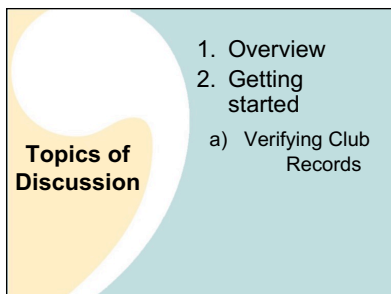 Topics of
Discussion
1. Overview
2. Getting
started
a) Verifying Club
Records